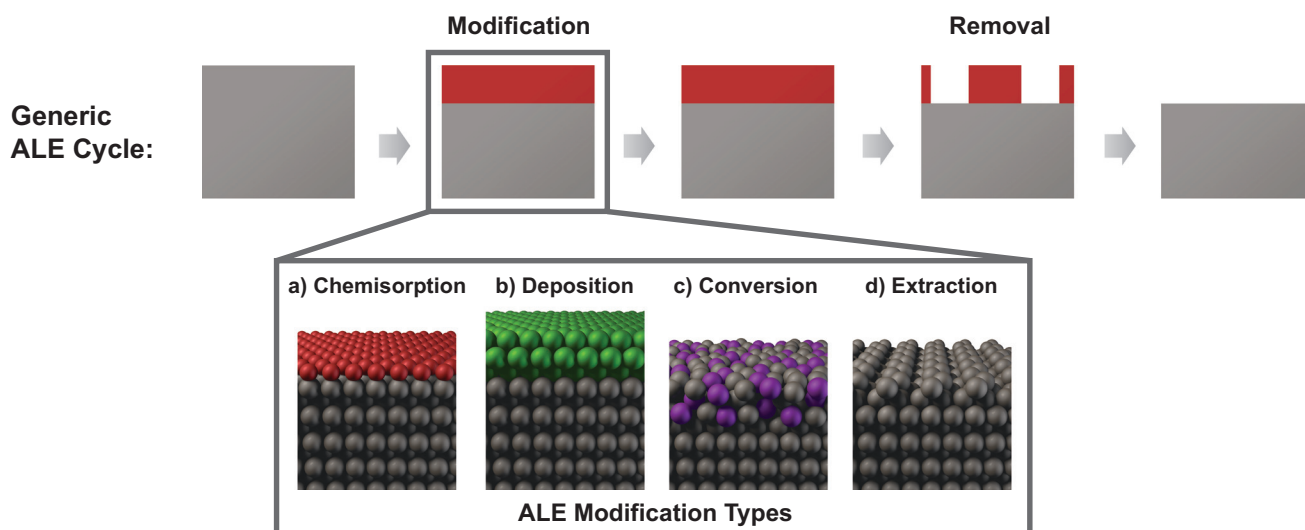 Modification
Removal
Generic
ALE Cycle:
a) Chemisorption
b) Deposition
c) Conversion
d) Extraction
ALE Modification Types